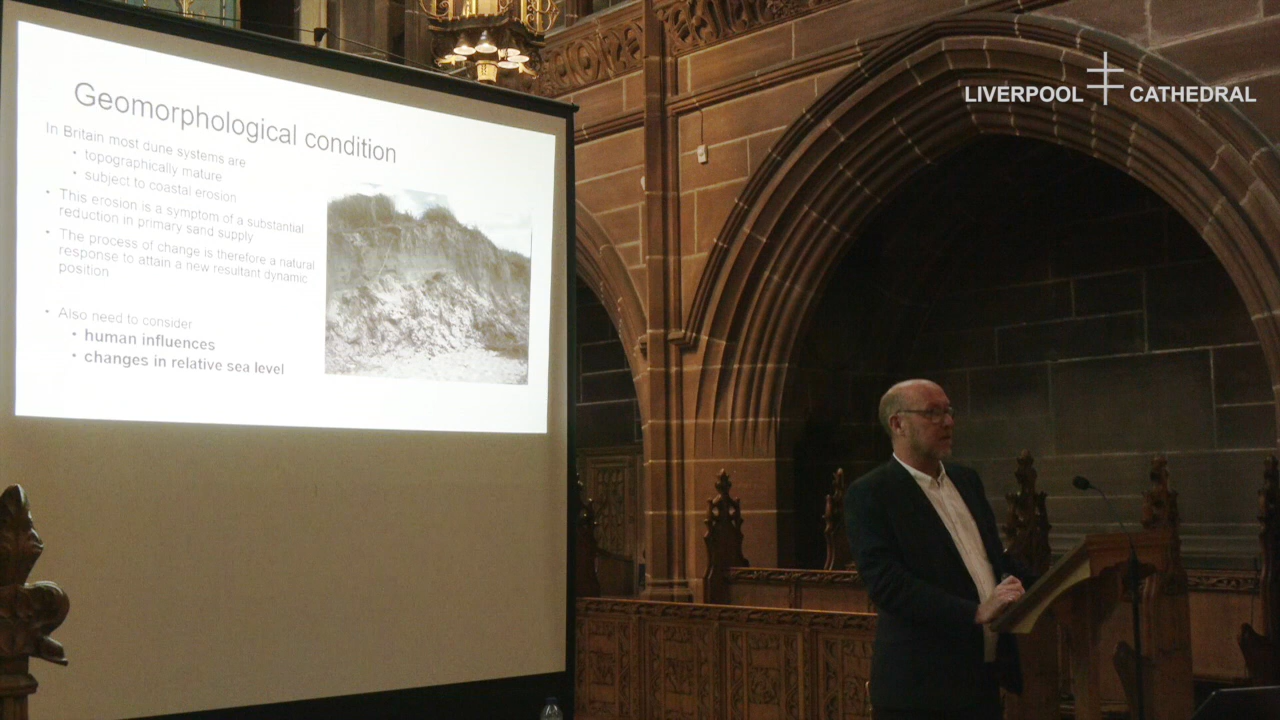 Geomorphological condition
In Britain most dune systems are
• topographically mature
• subject to coastal erosion
• This erosion is a symptom of a substantial
reduction in primary sand supply
• The process of change is therefore a natural
response to attain a new resultant dynamic
position
• Also need to consider
• human influences
• changes in relative sea level
LIVERPOOL CATHEDRAL